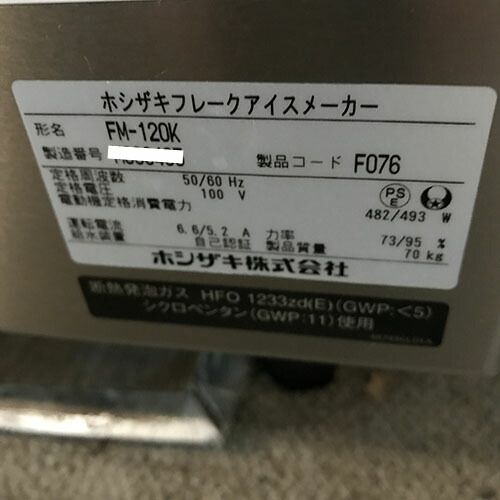 ホシザキフレークアイスメーカー
形名 FM-120K
製造番号
製品コード F076
定格周波数 50/60 Hz
定格電圧 100 V
電動機定格消費電力 482/493 W
PS
E
運転電流 6.6/5.2 A 力率 73/95 %
給水装置 自己認証 製品質量 70 kg
ホシザキ株式会社
断熱発泡ガス HFO 1233zd(E)(GWP:<5)
シクロペンタン(GWP:11)使用